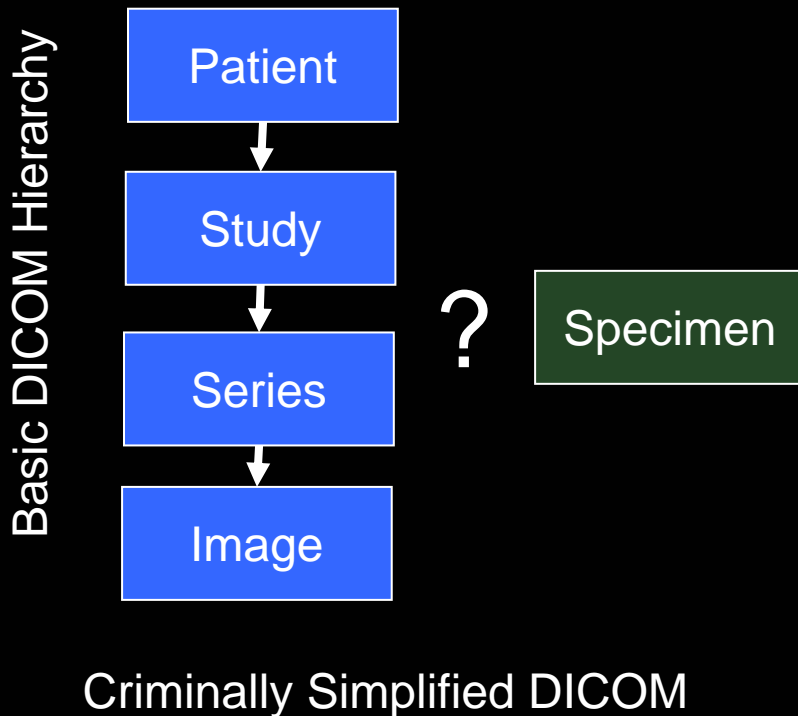 Basic DICOM Hierarchy
Patient
Study
Series
Image
?
Specimen
Criminally Simplified DICOM